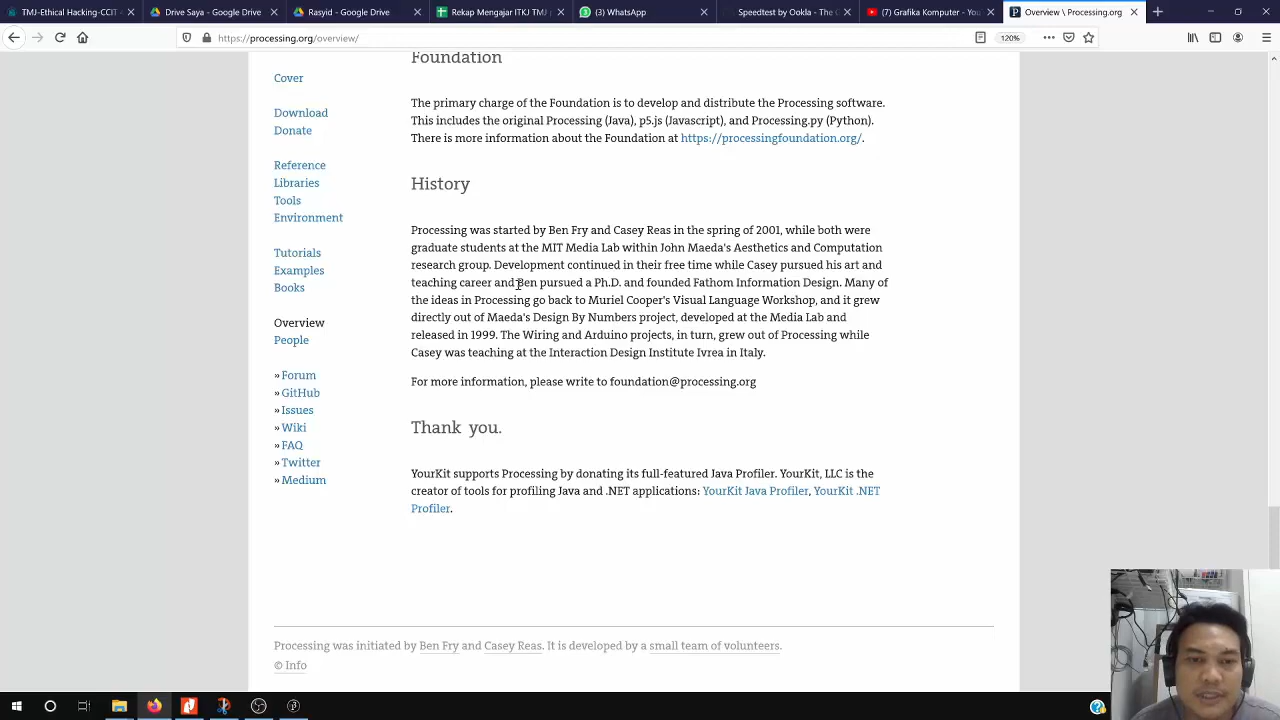 TMJ-Ethical Hacking-CCIT - Go
Drive Saya - Google Drive
Rasyid - Google Drive
Rekap Mengajar ITKJ TMJ
(3) WhatsApp
Speedtest by Ookla - The G
(7) Grafika Komputer - You
Overview \ Processing.org
https://processing.org/overview/
120%
Foundation
Cover
Download
Donate
Reference
Libraries
Tools
Environment
Tutorials
Examples
Books
Overview
People
» Forum
» GitHub
» Issues
» Wiki
» FAQ
» Twitter
» Medium
The primary charge of the Foundation is to develop and distribute the Processing software.
This includes the original Processing (Java), p5.js (Javascript), and Processing.py (Python).
There is more information about the Foundation at https://processingfoundation.org/.
History
Processing was started by Ben Fry and Casey Reas in the spring of 2001, while both were
graduate students at the MIT Media Lab within John Maeda's Aesthetics and Computation
research group. Development continued in their free time while Casey pursued his art and
teaching career and Ben pursued a Ph.D. and founded Fathom Information Design. Many of
the ideas in Processing go back to Muriel Cooper's Visual Language Workshop, and it grew
directly out of Maeda's Design By Numbers project, developed at the Media Lab and
released in 1999. The Wiring and Arduino projects, in turn, grew out of Processing while
Casey was teaching at the Interaction Design Institute Ivrea in Italy.
For more information, please write to foundation@processing.org
Thank you.
YourKit supports Processing by donating its full-featured Java Profiler. YourKit, LLC is the
creator of tools for profiling Java and .NET applications: YourKit Java Profiler, YourKit .NET
Profiler.
Processing was initiated by Ben Fry and Casey Reas. It is developed by a small team of volunteers.
© Info